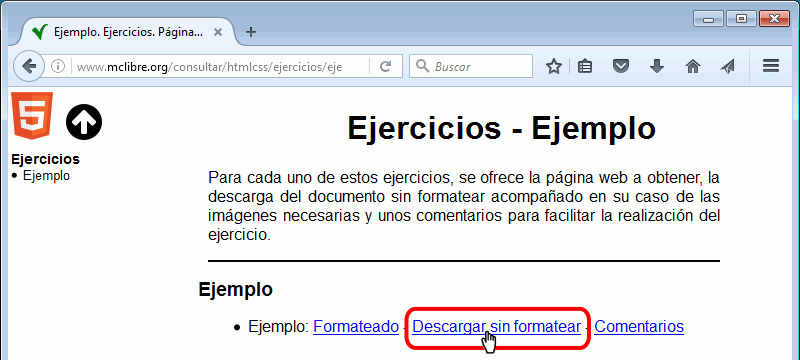 Ejemplo. Ejercicios. Página...
www.mclibre.org/consultar/htmlcss/ejercicios/eje
Buscar
5
Ejercicios
• Ejemplo
Ejercicios - Ejemplo
Para cada uno de estos ejercicios, se ofrece la página web a obtener, la
descarga del documento sin formatear acompañado en su caso de las
imágenes necesarias y unos comentarios para facilitar la realización del
ejercicio.
Ejemplo
• Ejemplo: Formateado - Descargar sin formatear - Comentarios